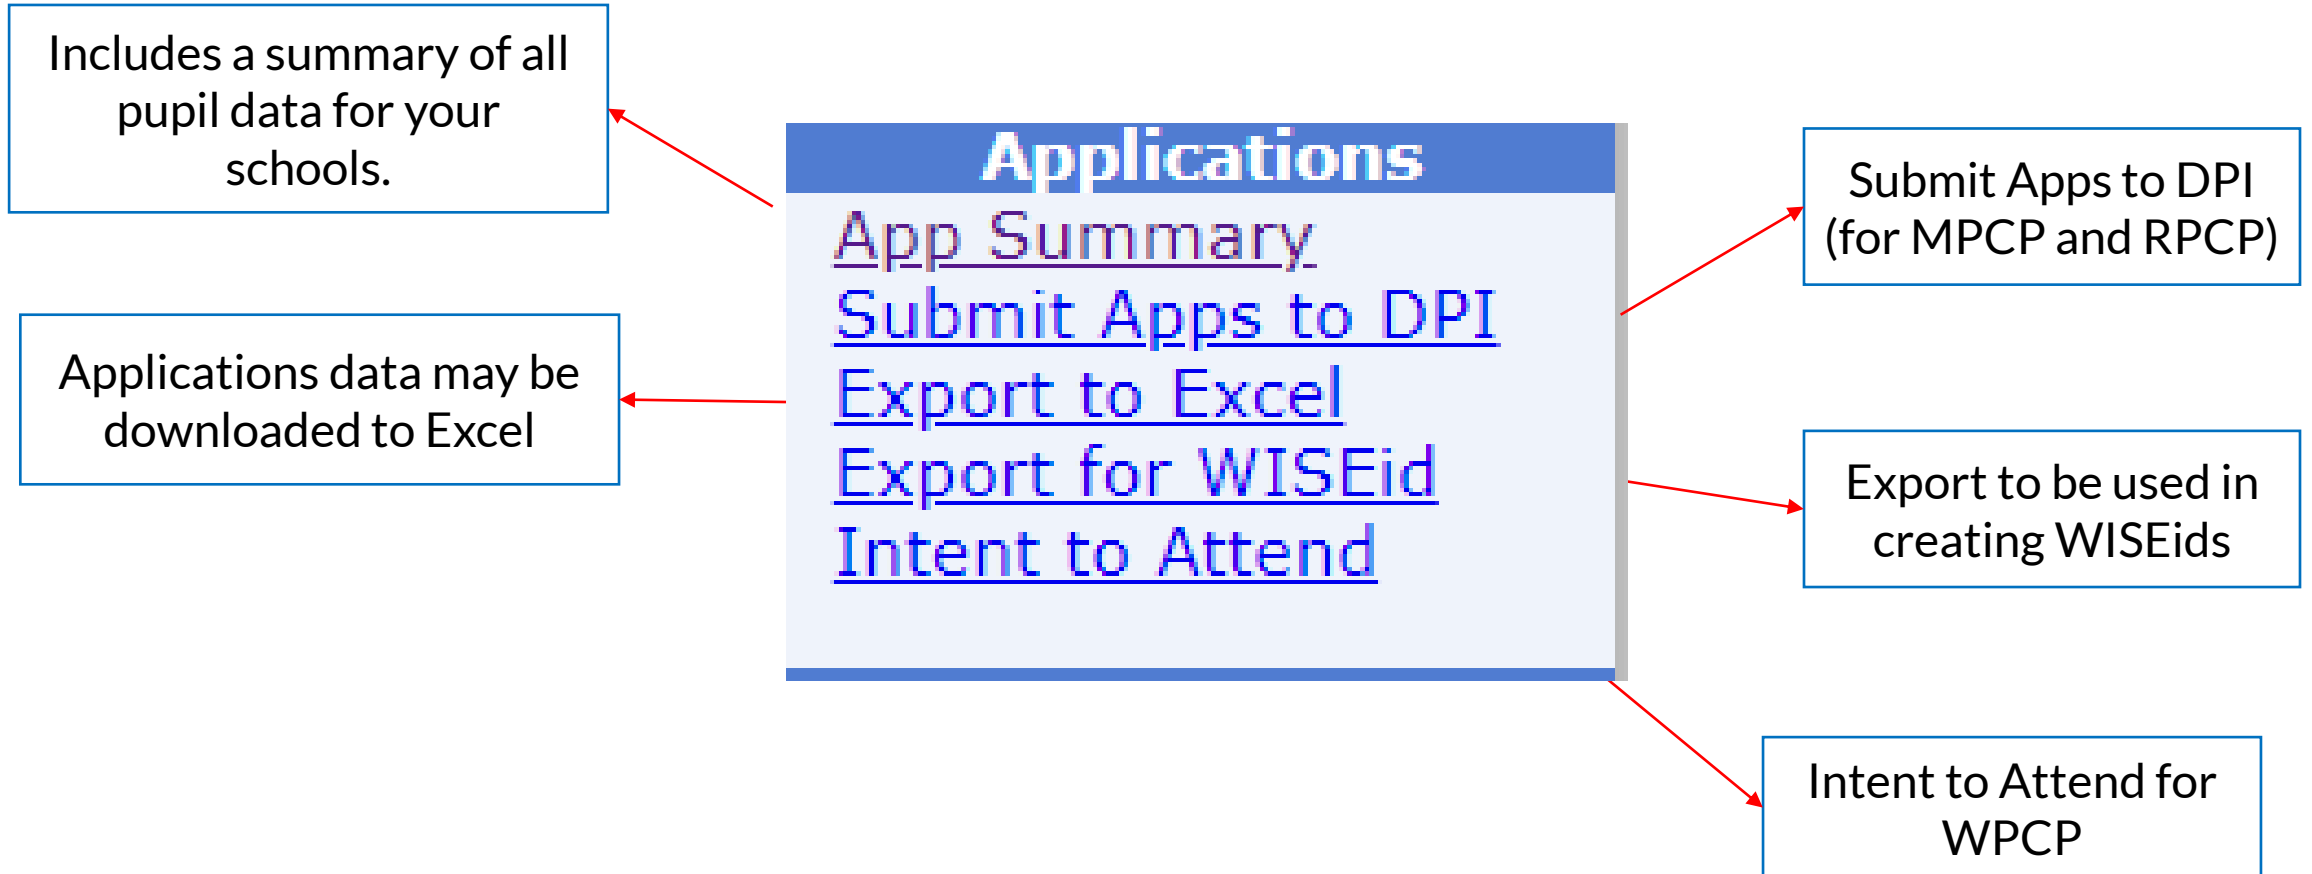 Includes a summary of all
pupil data for your
schools.
Applications data may be
downloaded to Excel
Applications
App Summary
Submit Apps to DPI
Export to Excel
Export for WISEid
Intent to Attend
Submit Apps to DPI
(for MPCP and RPCP)
Export to be used in
creating WISEids
Intent to Attend for
WPCP